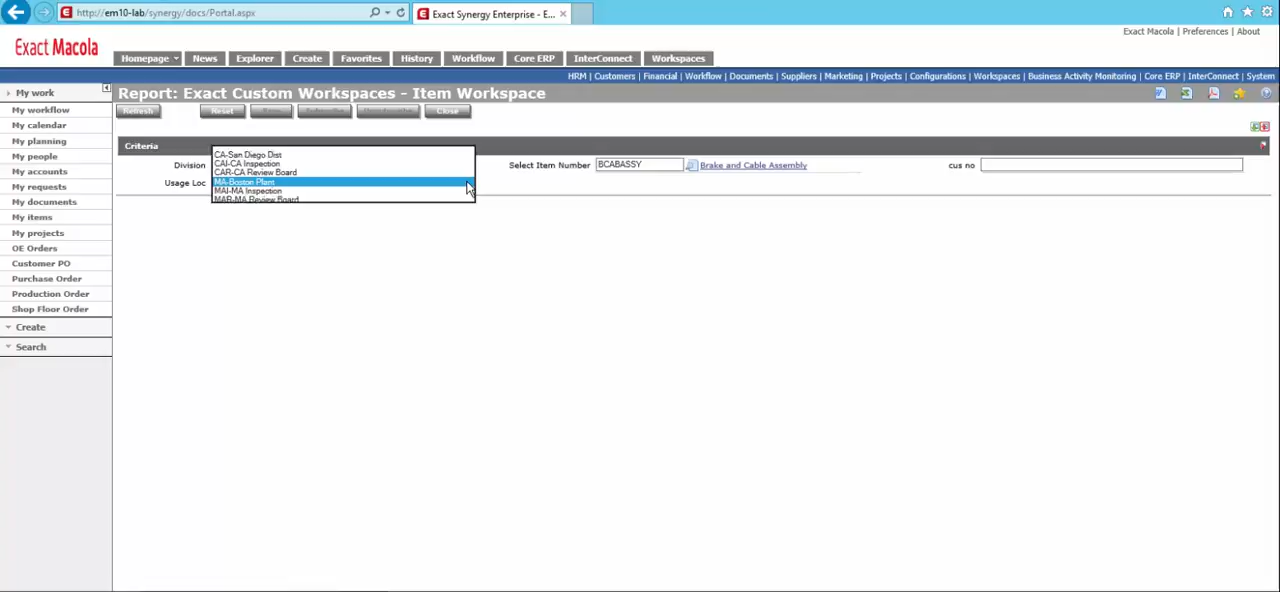 http://em10-lab/synergy/docs/Portal.aspx
Exact Synergy Enterprise - E...
Exact Macola | Preferences | About
Exact Macola
Homepage News Explorer Create Favorites History Workflow Core ERP InterConnect Workspaces
HRM | Customers | Financial | Workflow | Documents | Suppliers | Marketing | Projects | Configurations | Workspaces | Business Activity Monitoring | Core ERP | InterConnect | System
My work
Report: Exact Custom Workspaces - Item Workspace
Refresh Reset Close
My workflow
My calendar
My planning
My people
My accounts
My requests
My documents
My items
My projects
OE Orders
Customer PO
Purchase Order
Production Order
Shop Floor Order
Create
Search
Criteria
Division
Usage Loc
CA-San Diego Dist
CAI-CA Inspection
CAR-CA Review Board
MA-Boston Plant
MAI-MA Inspection
MAR-MA Review Board
Select Item Number BCABASSY Brake and Cable Assembly
cus no